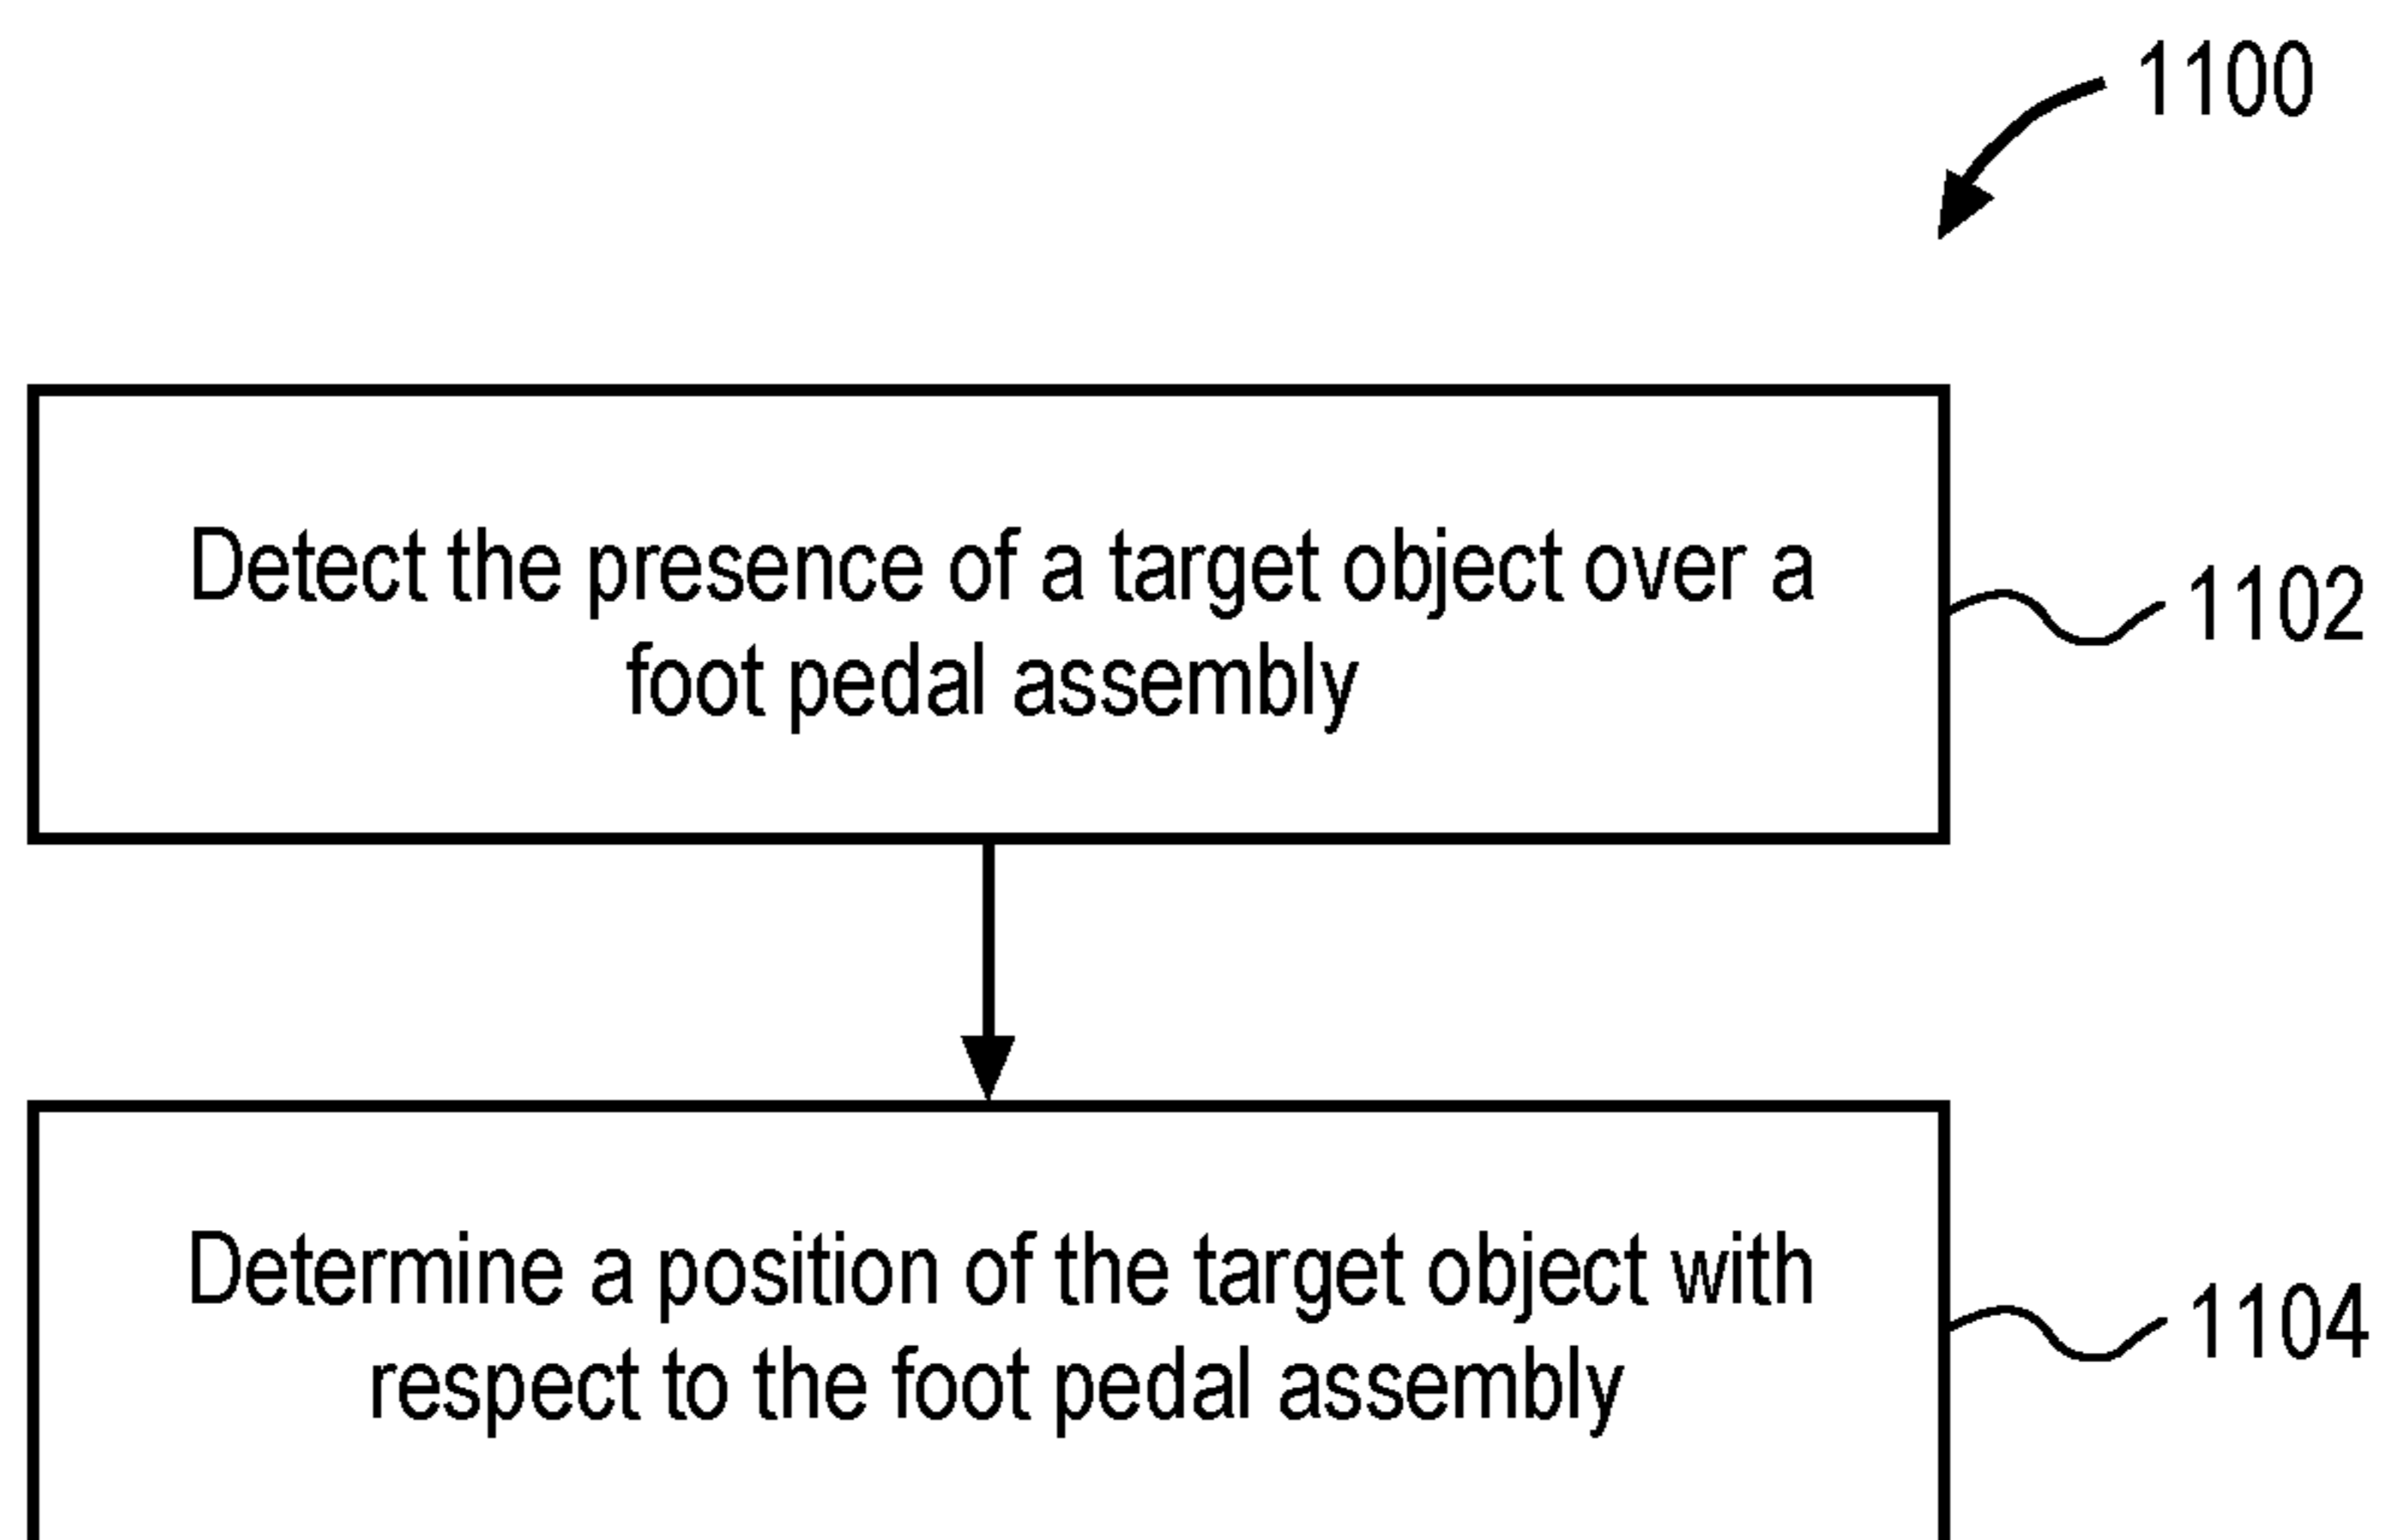 1100
Detect the presence of a target object over a
foot pedal assembly
1102
Determine a position of the target object with
respect to the foot pedal assembly
1104